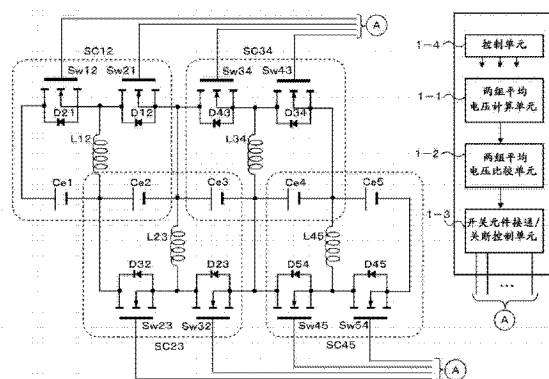 A
SC12
SC34
Sw12 Sw21
Sw34 Sw43
D21 D12
D43 D34
L12
L34
Ce1 Ce2 Ce3 Ce4 Ce5
L23
L45
D32 D23
D54 D45
Sw23 Sw32
Sw45 Sw54
SC23
SC45
A
1-4
控制单元
1-1
两组平均
电压计算单元
1-2
两组平均
电压比较单元
1-3
开关元件接通/
关断控制单元
...
A